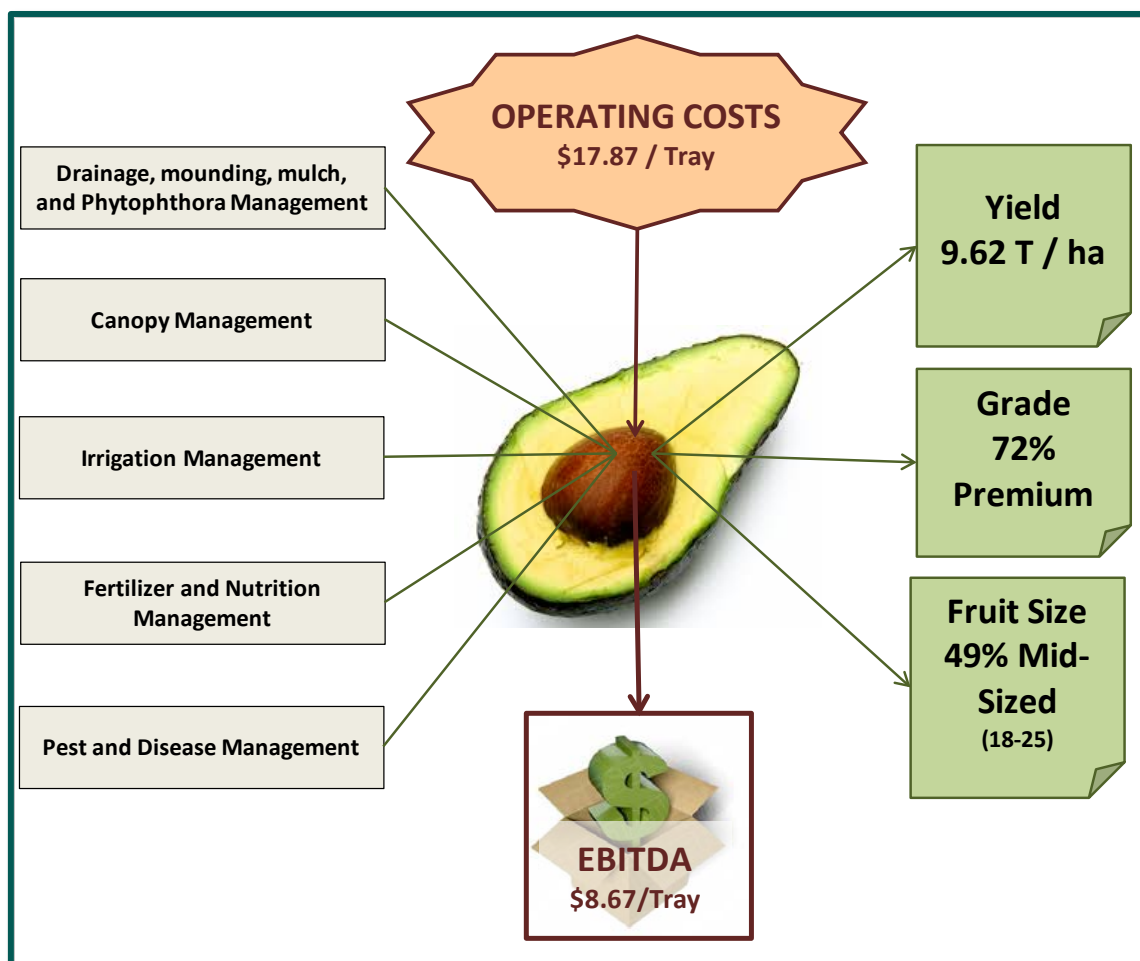 OPERATING COSTS
$17.87 / Tray
Drainage, mounding, mulch,
and Phytophthora Management
Canopy Management
Irrigation Management
Fertilizer and Nutrition
Management
Pest and Disease Management
Yield
9.62 T / ha
Grade
72%
Premium
Fruit Size
49% Mid-
Sized
(18-25)
$
EBITDA
$8.67/Tray